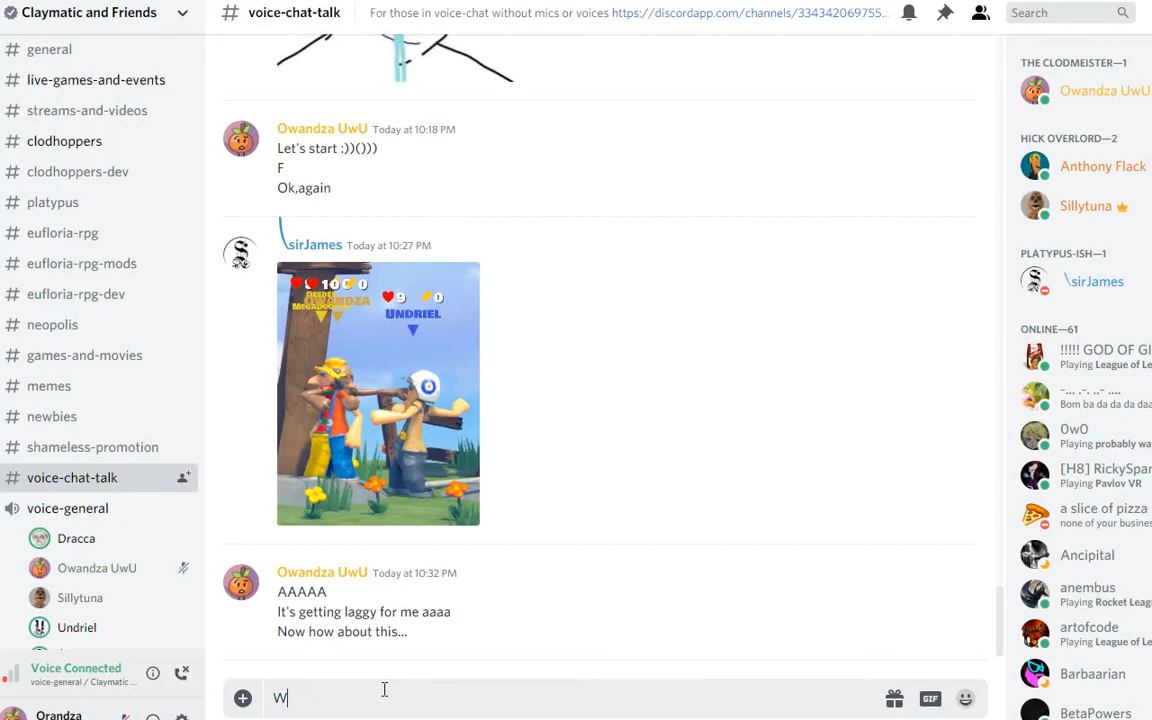 Claymatic and Friends
# voice-chat-talk
For those in voice-chat without mics or voices https://discordapp.com/channels/334342069755...
Search
# general
# live-games-and-events
# streams-and-videos
# clodhoppers
# clodhoppers-dev
# platypus
# eufloria-rpg
# eufloria-rpg-mods
# eufloria-rpg-dev
# neopolis
# games-and-movies
# memes
# newbies
# shameless-promotion
# voice-chat-talk
voice-general
Dracca
Owandza UwU
Sillytuna
Undriel
Voice Connected
voice-general / Claymatic ...
Orandza
Owandza UwU Today at 10:18 PM
Let's start :))()))
F
Ok,again
\sirJames Today at 10:27 PM
9
0
UNDRIEL
Owandza UwU Today at 10:32 PM
AAAAA
It's getting laggy for me aaaa
Now how about this...
W
GIF
THE CLODMEISTER—1
Owandza UwU
HICK OVERLORD—2
Anthony Flack
Sillytuna
PLATYPUS-ISH—1
\sirJames
ONLINE—61
!!!!! GOD OF GI
Playing League of Le
-... .-. ..- ....
Bom ba da da da daa
0w0
Playing probably wa
[H8] RickySpan
Playing Pavlov VR
a slice of pizza
none of your busines
Ancipital
anembus
Playing Rocket Leag
artofcode
Playing League of Le
Barbaarian
BetaPowers